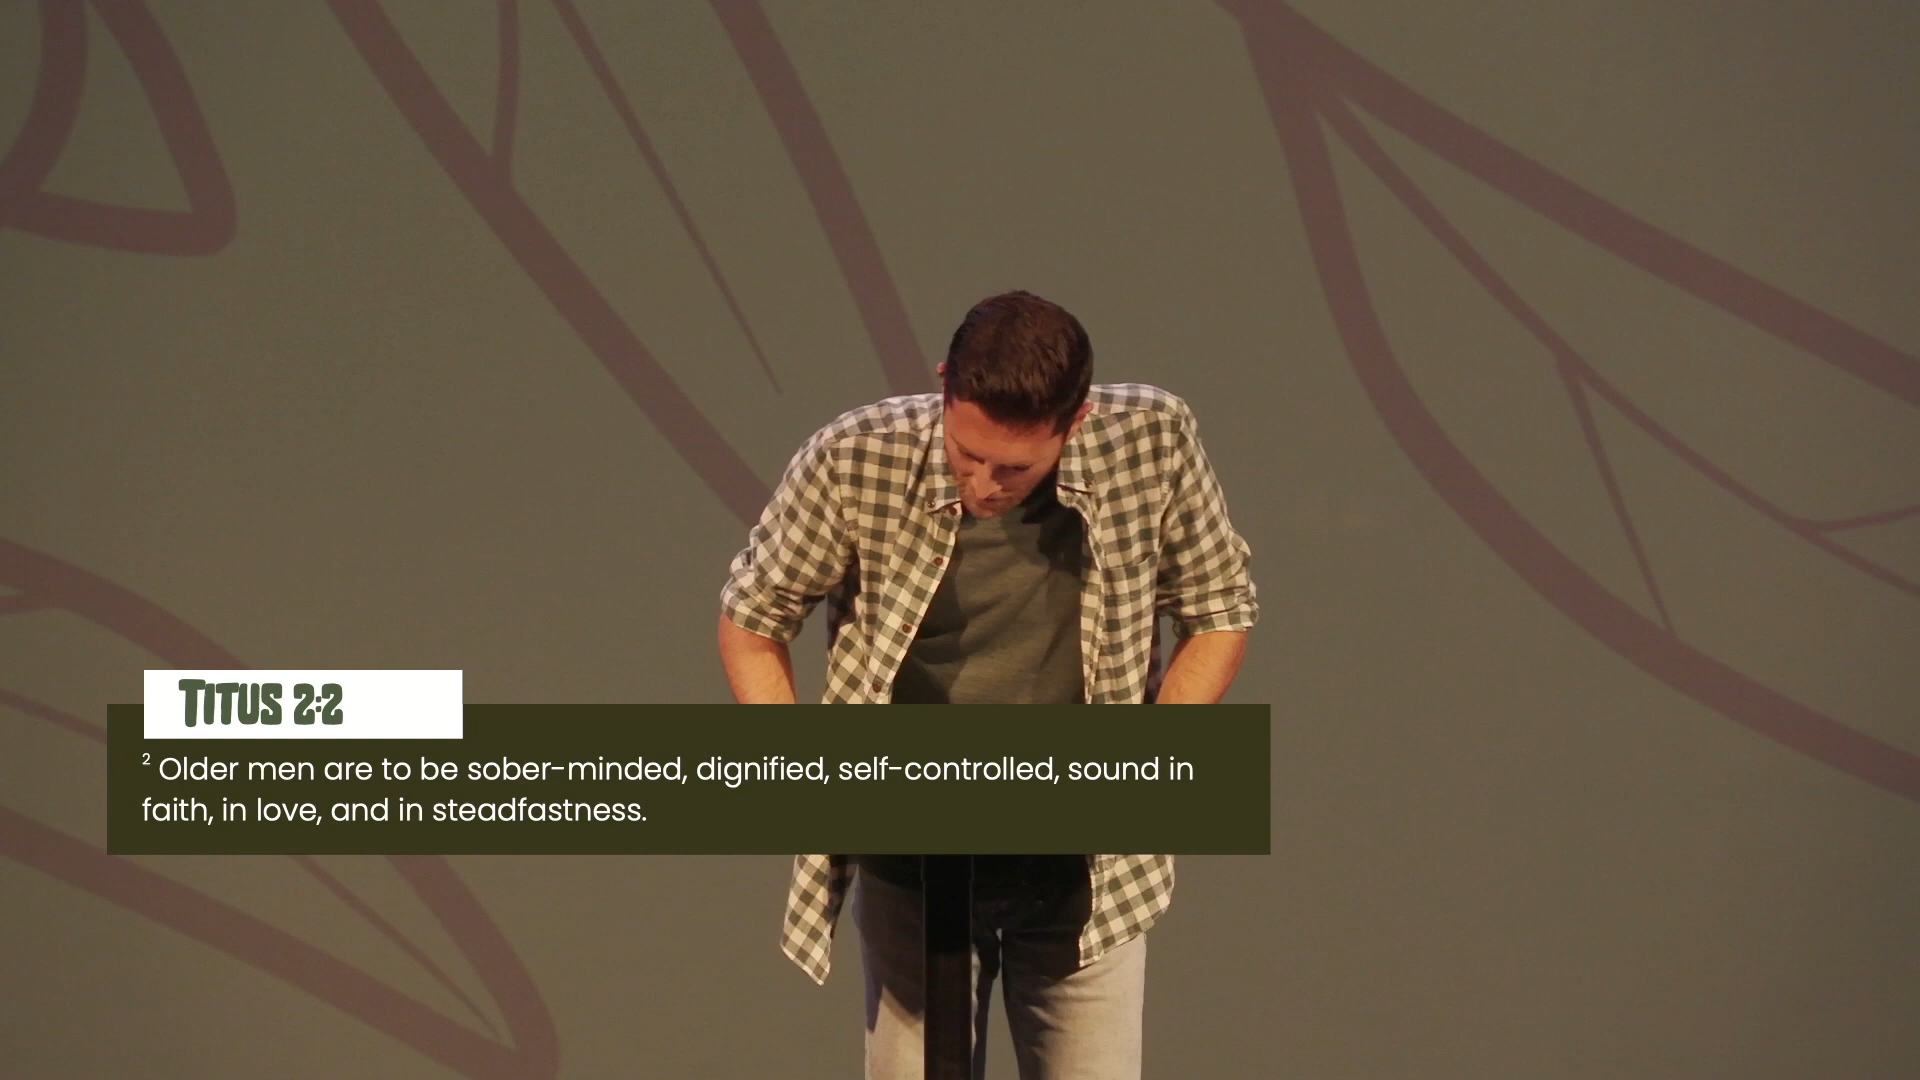 TITUS 2:2
² Older men are to be sober-minded, dignified, self-controlled, sound in
faith, in love, and in steadfastness.